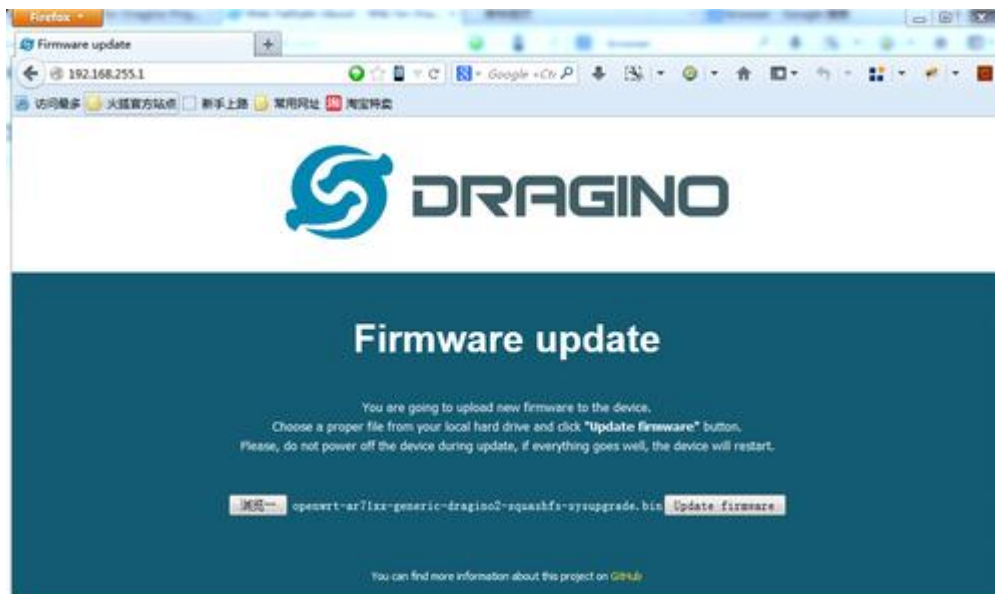 Firefox
Firmware update
192.168.255.1
Google <Ctr
访问最多 火狐官方站点 新手上路 常用网址 淘宝特卖
DRAGINO
Firmware update
You are going to upload new firmware to the device.
Choose a proper file from your local hard drive and click "Update firmware" button.
Please, do not power off the device during update, if everything goes well, the device will restart.
浏览… openwrt-ar71xx-generic-dragino2-squashfs-sysupgrade.bin Update firmware
You can find more information about this project on GitHub